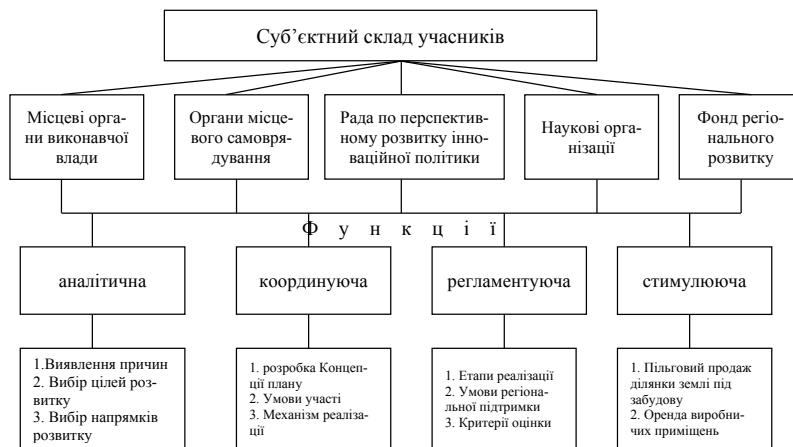 Суб’єктний склад учасників
Місцеві орга-
ни виконавчої
влади
Органи місце-
вого самовря-
дування
Рада по перспектив-
ному розвитку інно-
ваційної політики
Наукові орга-
нізації
Фонд регіо-
нального
розвитку
Ф у н к ц і ї
аналітична
координуюча
регламентуюча
стимулююча
1.Виявлення причин
2. Вибір цілей роз-
витку
3. Вибір напрямків
розвитку
1. розробка Концеп-
ції плану
2. Умови участі
3. Механізм реаліза-
ції
1. Етапи реалізації
2. Умови регіо-
нальної підтримки
3. Критерії оцінки
1. Пільговий продаж
ділянки землі під
забудову
2. Оренда виробни-
чих приміщень